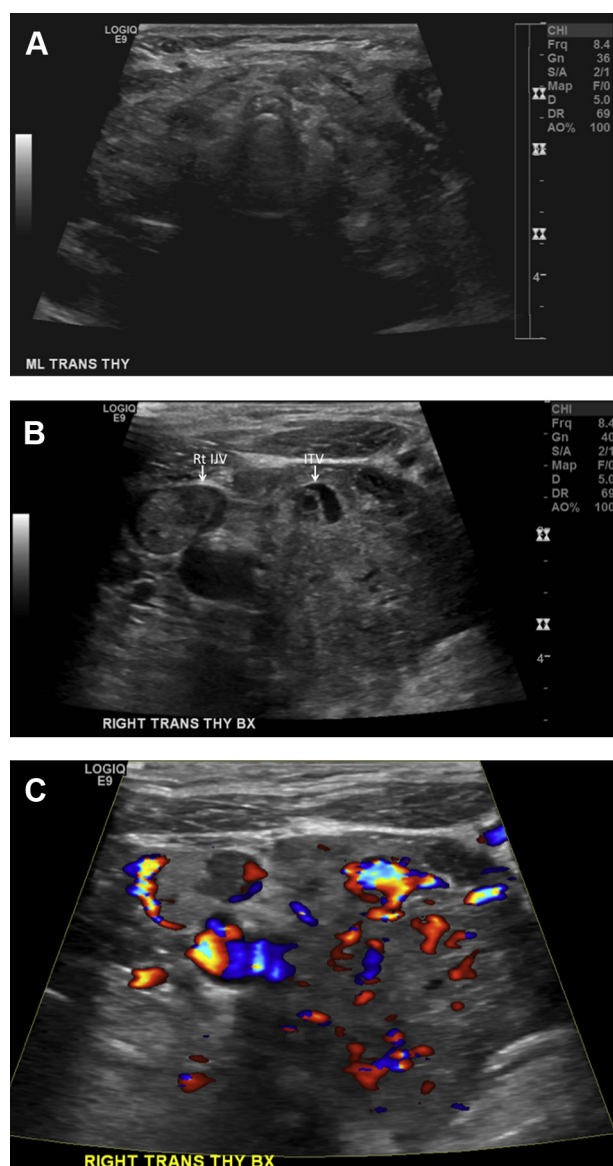 A
LOGIQ
E9
CHI
Frq 8.4
Gn 36
S/A 2/1
Map F/0
D 5.0
DR 69
AO% 100
4
ML TRANS THY
B
LOGIQ
E9
Rt IJV
ITV
CHI
Frq 8.4
Gn 40
S/A 2/1
Map F/0
D 5.0
DR 69
AO% 100
4
RIGHT TRANS THY BX
C
LOGIQ
E9
RIGHT TRANS THY BX